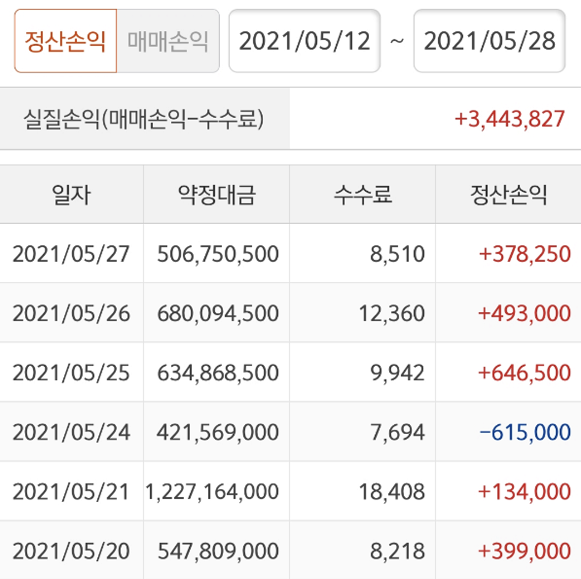 정산손익 매매손익 2021/05/12 ~ 2021/05/28
실질손익(매매손익-수수료) +3,443,827
일자 약정대금 수수료 정산손익
2021/05/27 506,750,500 8,510 +378,250
2021/05/26 680,094,500 12,360 +493,000
2021/05/25 634,868,500 9,942 +646,500
2021/05/24 421,569,000 7,694 -615,000
2021/05/21 1,227,164,000 18,408 +134,000
2021/05/20 547,809,000 8,218 +399,000